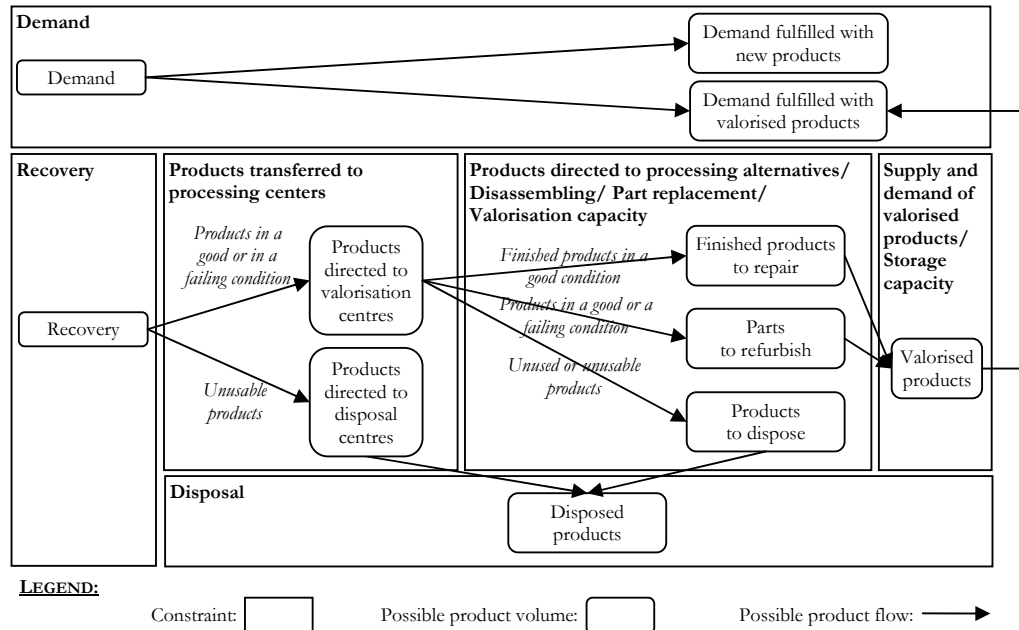 Demand
Demand
Demand fulfilled with
new products
Demand fulfilled with
valorised products
Recovery
Recovery
Products transferred to
processing centers
Products in a
good or in a
failing condition
Products
directed to
valorisation
centres
Unusable
products
Products
directed to
disposal
centres
Products directed to processing alternatives/
Disassembling/ Part replacement/
Valorisation capacity
Finished products in a
good condition
Finished products
to repair
Products in a good or a
failing condition
Parts
to refurbish
Unused or unusable
products
Products
to dispose
Supply and
demand of
valorised
products/
Storage
capacity
Valorised
products
Disposal
Disposed
products
LEGEND:
Constraint:
Possible product volume:
Possible product flow: